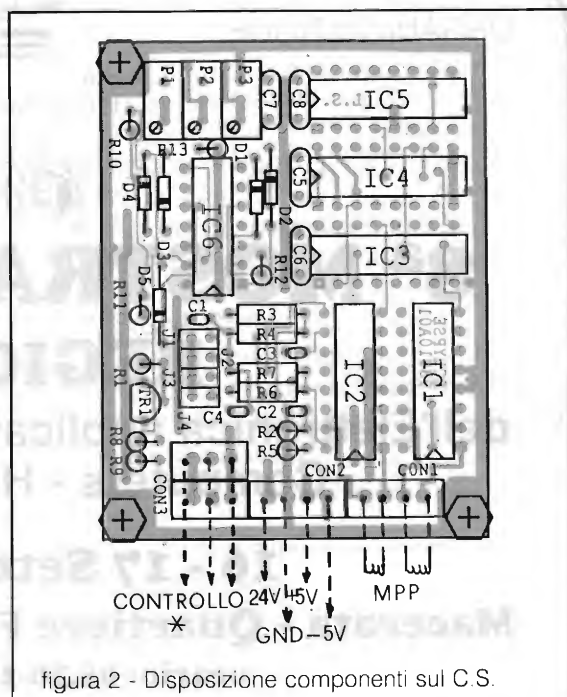 P1 P2 P3
C7 C8 IC5
R10 R13 D1
D4 IC6 C5 IC4
D2
D3 C6 IC3
R12
D5
R11 C1 R3
J1 R4
J2 C3 IC2 IC1
R1 J3 R7
R6
TR1 J4 C4 C2
R2
R8 R5
R9 CON2 CON1
CON3
CONTROLLO 24V +5V MPP
* GND -5V
figura 2 - Disposizione componenti sul C.S.